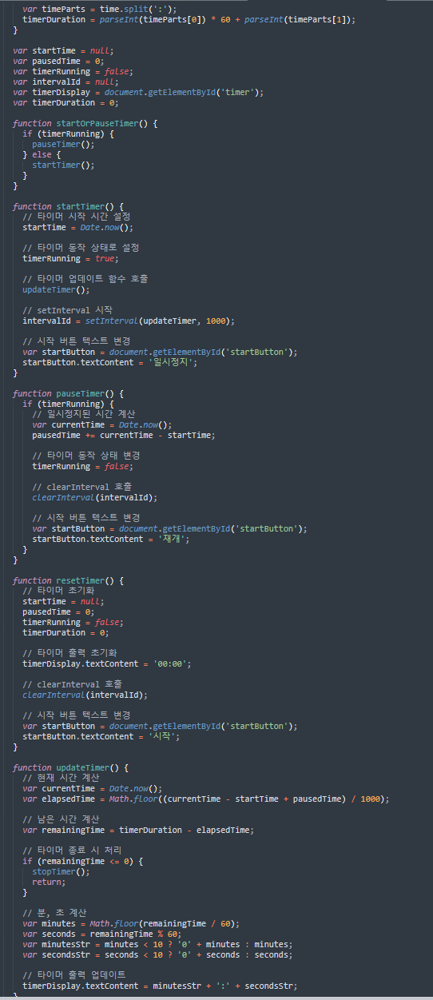 var timeParts = time.split(':');
timerDuration = parseInt(timeParts[0]) * 60 + parseInt(timeParts[1]);
}
var startTime = null;
var pausedTime = 0;
var timerRunning = false;
var intervalId = null;
var timerDisplay = document.getElementById('timer');
var timerDuration = 0;
function startOrPauseTimer() {
if (timerRunning) {
pauseTimer();
} else {
startTimer();
}
}
function startTimer() {
// 타이머 시작 시간 설정
startTime = Date.now();
// 타이머 동작 상태로 설정
timerRunning = true;
// 타이머 업데이트 함수 호출
updateTimer();
// setInterval 시작
intervalId = setInterval(updateTimer, 1000);
// 시작 버튼 텍스트 변경
var startButton = document.getElementById('startButton');
startButton.textContent = '일시정지';
}
function pauseTimer() {
if (timerRunning) {
// 일시정지된 시간 계산
var currentTime = Date.now();
pausedTime += currentTime - startTime;
// 타이머 동작 상태 변경
timerRunning = false;
// clearInterval 호출
clearInterval(intervalId);
// 시작 버튼 텍스트 변경
var startButton = document.getElementById('startButton');
startButton.textContent = '재개';
}
}
function resetTimer() {
// 타이머 초기화
startTime = null;
pausedTime = 0;
timerRunning = false;
timerDuration = 0;
// 타이머 출력 초기화
timerDisplay.textContent = '00:00';
// clearInterval 호출
clearInterval(intervalId);
// 시작 버튼 텍스트 변경
var startButton = document.getElementById('startButton');
startButton.textContent = '시작';
}
function updateTimer() {
// 현재 시간 계산
var currentTime = Date.now();
var elapsedTime = Math.floor((currentTime - startTime + pausedTime) / 1000);
// 남은 시간 계산
var remainingTime = timerDuration - elapsedTime;
// 타이머 종료 시 처리
if (remainingTime <= 0) {
stopTimer();
return;
}
// 분, 초 계산
var minutes = Math.floor(remainingTime / 60);
var seconds = remainingTime % 60;
var minutesStr = minutes < 10 ? '0' + minutes : minutes;
var secondsStr = seconds < 10 ? '0' + seconds : seconds;
// 타이머 출력 업데이트
timerDisplay.textContent = minutesStr + ':' + secondsStr;
}